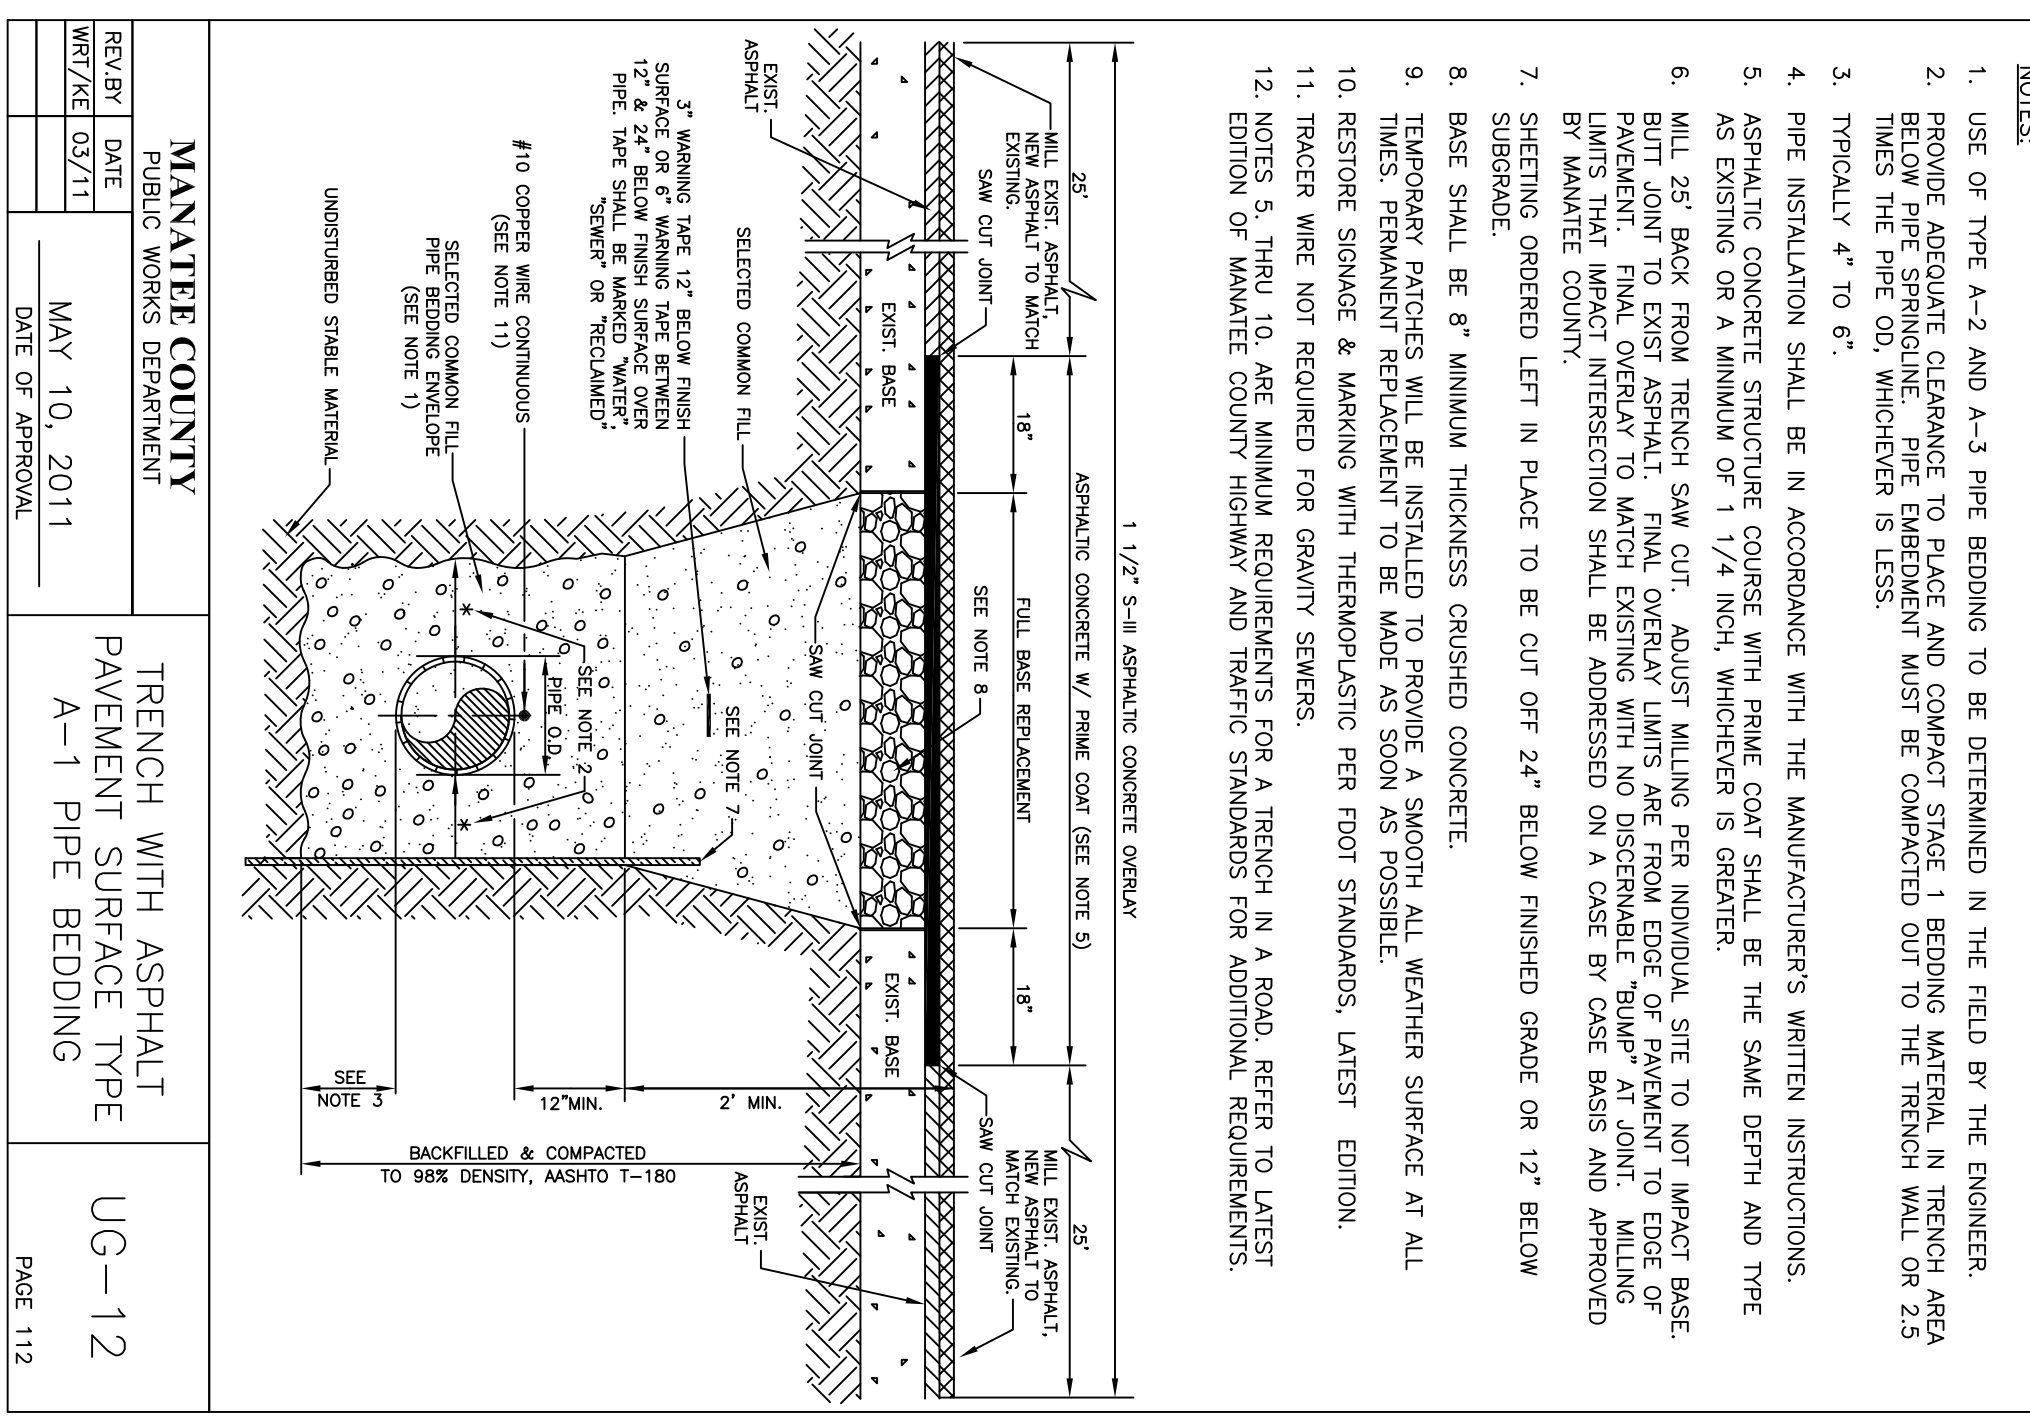 NOTES:
1. USE OF TYPE A-2 AND A-3 PIPE BEDDING TO BE DETERMINED IN THE FIELD BY THE ENGINEER.
2. PROVIDE ADEQUATE CLEARANCE TO PLACE AND COMPACT STAGE 1 BEDDING MATERIAL IN TRENCH AREA
BELOW PIPE SPRINGLINE. PIPE EMBEDMENT MUST BE COMPACTED OUT TO THE TRENCH WALL OR 2.5
TIMES THE PIPE OD, WHICHEVER IS LESS.
3. TYPICALLY 4" TO 6".
4. PIPE INSTALLATION SHALL BE IN ACCORDANCE WITH THE MANUFACTURER'S WRITTEN INSTRUCTIONS.
5. ASPHALTIC CONCRETE STRUCTURE COURSE WITH PRIME COAT SHALL BE THE SAME DEPTH AND TYPE
AS EXISTING OR A MINIMUM OF 1 1/4 INCH, WHICHEVER IS GREATER.
6. MILL 25' BACK FROM TRENCH SAW CUT. ADJUST MILLING PER INDIVIDUAL SITE TO NOT IMPACT BASE.
BUTT JOINT TO EXIST ASPHALT. FINAL OVERLAY LIMITS ARE FROM EDGE OF PAVEMENT TO EDGE OF
PAVEMENT. FINAL OVERLAY TO MATCH EXISTING WITH NO DISCERNABLE "BUMP" AT JOINT. MILLING
LIMITS THAT IMPACT INTERSECTION SHALL BE ADDRESSED ON A CASE BY CASE BASIS AND APPROVED
BY MANATEE COUNTY.
7. SHEETING ORDERED LEFT IN PLACE TO BE CUT OFF 24" BELOW FINISHED GRADE OR 12" BELOW
SUBGRADE.
8. BASE SHALL BE 8" MINIMUM THICKNESS CRUSHED CONCRETE.
9. TEMPORARY PATCHES WILL BE INSTALLED TO PROVIDE A SMOOTH ALL WEATHER SURFACE AT ALL
TIMES. PERMANENT REPLACEMENT TO BE MADE AS SOON AS POSSIBLE.
10. RESTORE SIGNAGE & MARKING WITH THERMOPLASTIC PER FDOT STANDARDS, LATEST EDITION.
11. TRACER WIRE NOT REQUIRED FOR GRAVITY SEWERS.
12. NOTES 5. THRU 10. ARE MINIMUM REQUIREMENTS FOR A TRENCH IN A ROAD. REFER TO LATEST
EDITION OF MANATEE COUNTY HIGHWAY AND TRAFFIC STANDARDS FOR ADDITIONAL REQUIREMENTS.
1 1/2" S-III ASPHALTIC CONCRETE OVERLAY
25'
ASPHALTIC CONCRETE W/ PRIME COAT (SEE NOTE 5)
25'
MILL EXIST. ASPHALT,
NEW ASPHALT TO MATCH
EXISTING.
SAW CUT JOINT
18"
FULL BASE REPLACEMENT
18"
MILL EXIST. ASPHALT,
NEW ASPHALT TO
MATCH EXISTING.
SAW CUT JOINT
SEE NOTE 8
EXIST. BASE
EXIST. BASE
EXIST.
ASPHALT
EXIST.
ASPHALT
SAW CUT JOINT
SELECTED COMMON FILL
SEE NOTE 7
2' MIN.
3" WARNING TAPE 12" BELOW FINISH
SURFACE OR 6" WARNING TAPE BETWEEN
12" & 24" BELOW FINISH SURFACE OVER
PIPE. TAPE SHALL BE MARKED "WATER",
"SEWER" OR "RECLAIMED"
SEE NOTE 2
PIPE O.D.
12"MIN.
#10 COPPER WIRE CONTINUOUS
(SEE NOTE 11)
SELECTED COMMON FILL
PIPE BEDDING ENVELOPE
(SEE NOTE 1)
*
*
BACKFILLED & COMPACTED
TO 98% DENSITY, AASHTO T-180
SEE
NOTE 3
UNDISTURBED STABLE MATERIAL
MANATEE COUNTY
PUBLIC WORKS DEPARTMENT
REV.BY DATE
WRT/KE 03/11
MAY 10, 2011
DATE OF APPROVAL
TRENCH WITH ASPHALT
PAVEMENT SURFACE TYPE
A-1 PIPE BEDDING
UG-12
PAGE 112